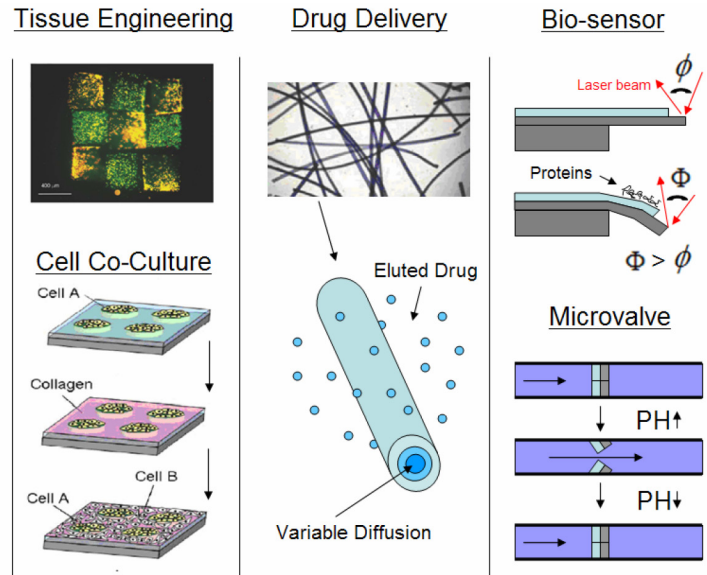 Tissue Engineering
400 μm
Cell Co-Culture
Cell A
Collagen
Cell B
Cell A
Drug Delivery
Eluted Drug
Variable Diffusion
Bio-sensor
Laser beam
ϕ
Proteins
Φ
Φ > ϕ
Microvalve
PH↑
PH↓